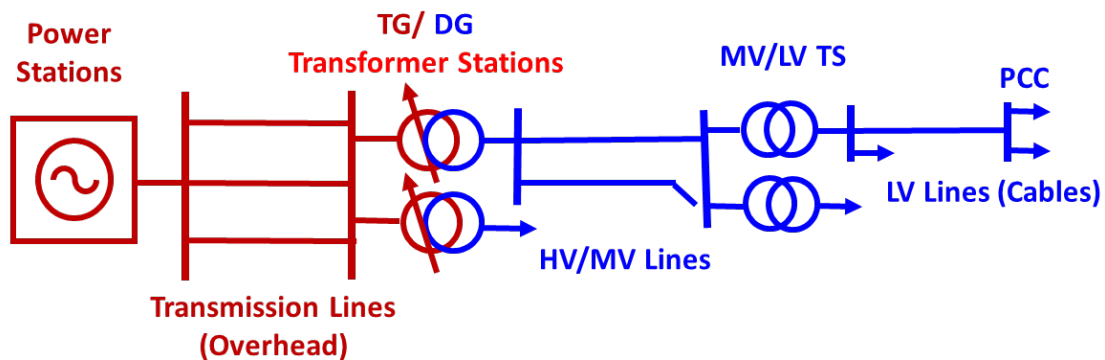 Power
Stations
TG/ DG
Transformer Stations
MV/LV TS
PCC
LV Lines (Cables)
HV/MV Lines
Transmission Lines
(Overhead)